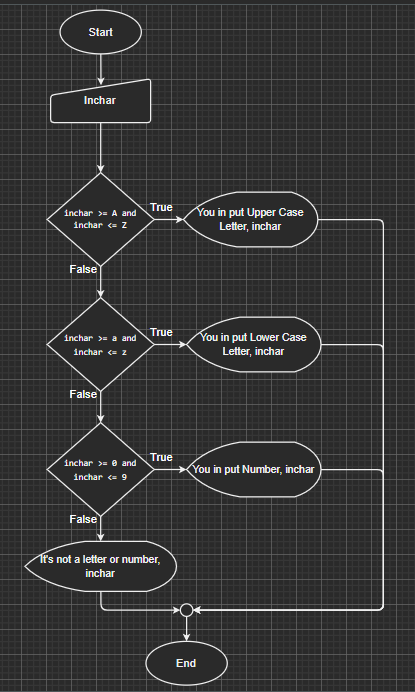 Start
Inchar
inchar >= A and
inchar <= Z
True
You in put Upper Case
Letter, inchar
False
inchar >= a and
inchar <= z
True
You in put Lower Case
Letter, inchar
False
inchar >= 0 and
inchar <= 9
True
You in put Number, inchar
False
It's not a letter or number,
inchar
End